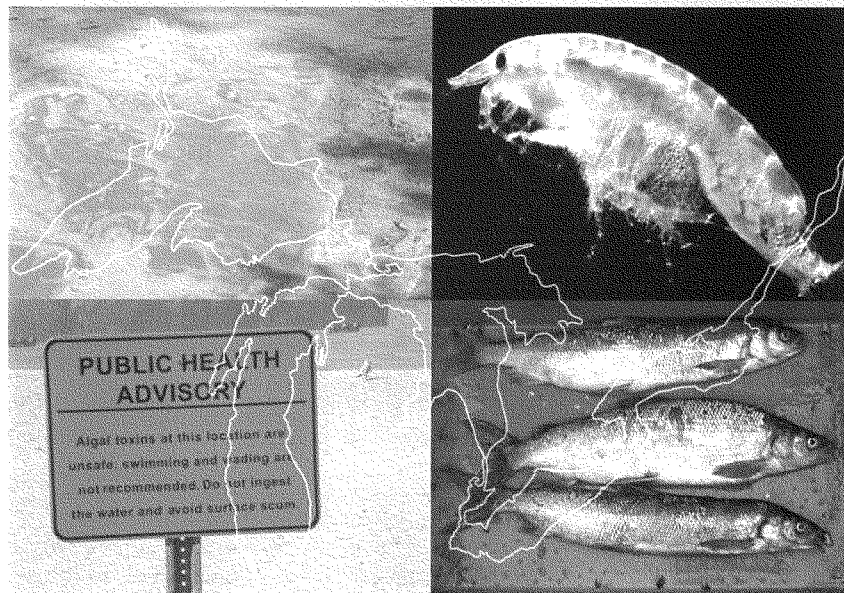 PUBLIC HEALTH
ADVISORY
Algal toxins at this location are
unsafe, swimming and wading are
not recommended. Do not ingest
the water and avoid surface scum